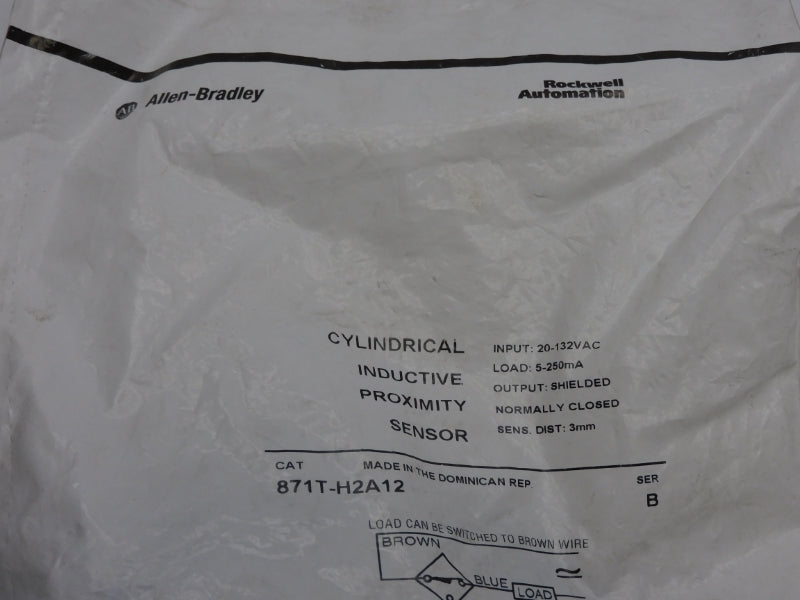 AB Allen-Bradley
Rockwell
Automation
CYLINDRICAL
INDUCTIVE
PROXIMITY
SENSOR
INPUT: 20-132VAC
LOAD: 5-250mA
OUTPUT: SHIELDED
NORMALLY CLOSED
SENS. DIST: 3mm
CAT
MADE IN THE DOMINICAN REP
SER
871T-H2A12
B
LOAD CAN BE SWITCHED TO BROWN WIRE
BROWN
BLUE
LOAD